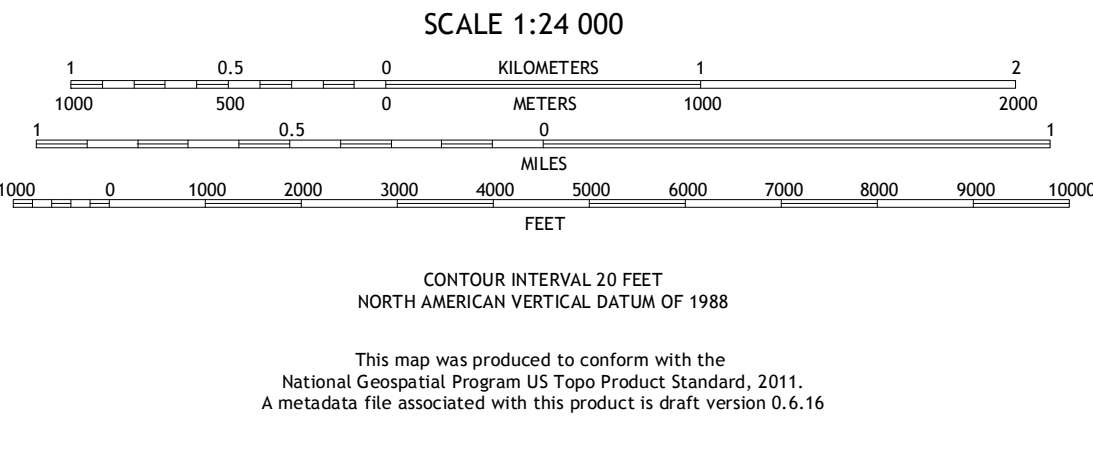 SCALE 1:24 000
1 0.5 0 KILOMETERS 1 2
1000 500 0 METERS 1000 2000
1 0.5 0 1
MILES
1000 0 1000 2000 3000 4000 5000 6000 7000 8000 9000 10000
FEET
CONTOUR INTERVAL 20 FEET
NORTH AMERICAN VERTICAL DATUM OF 1988
This map was produced to conform with the
National Geospatial Program US Topo Product Standard, 2011.
A metadata file associated with this product is draft version 0.6.16